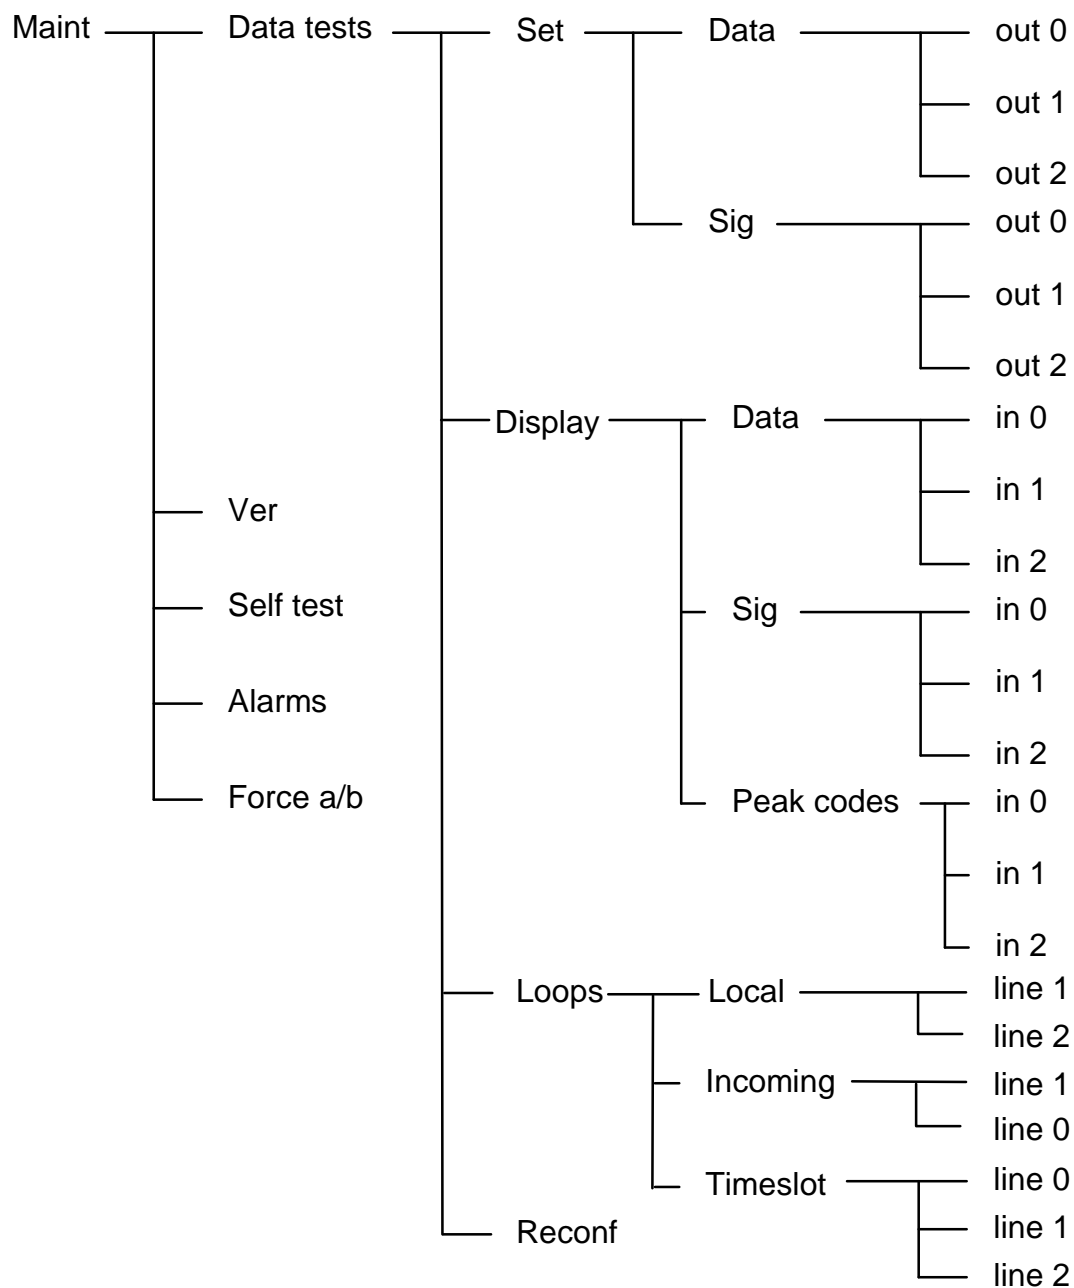 Maint
Data tests
Set
Data
out 0
out 1
out 2
Sig
out 0
out 1
out 2
Display
Data
in 0
in 1
in 2
Sig
in 0
in 1
in 2
Peak codes
in 0
in 1
in 2
Loops
Local
line 1
line 2
Incoming
line 1
line 0
Timeslot
line 0
line 1
line 2
Reconf
Ver
Self test
Alarms
Force a/b